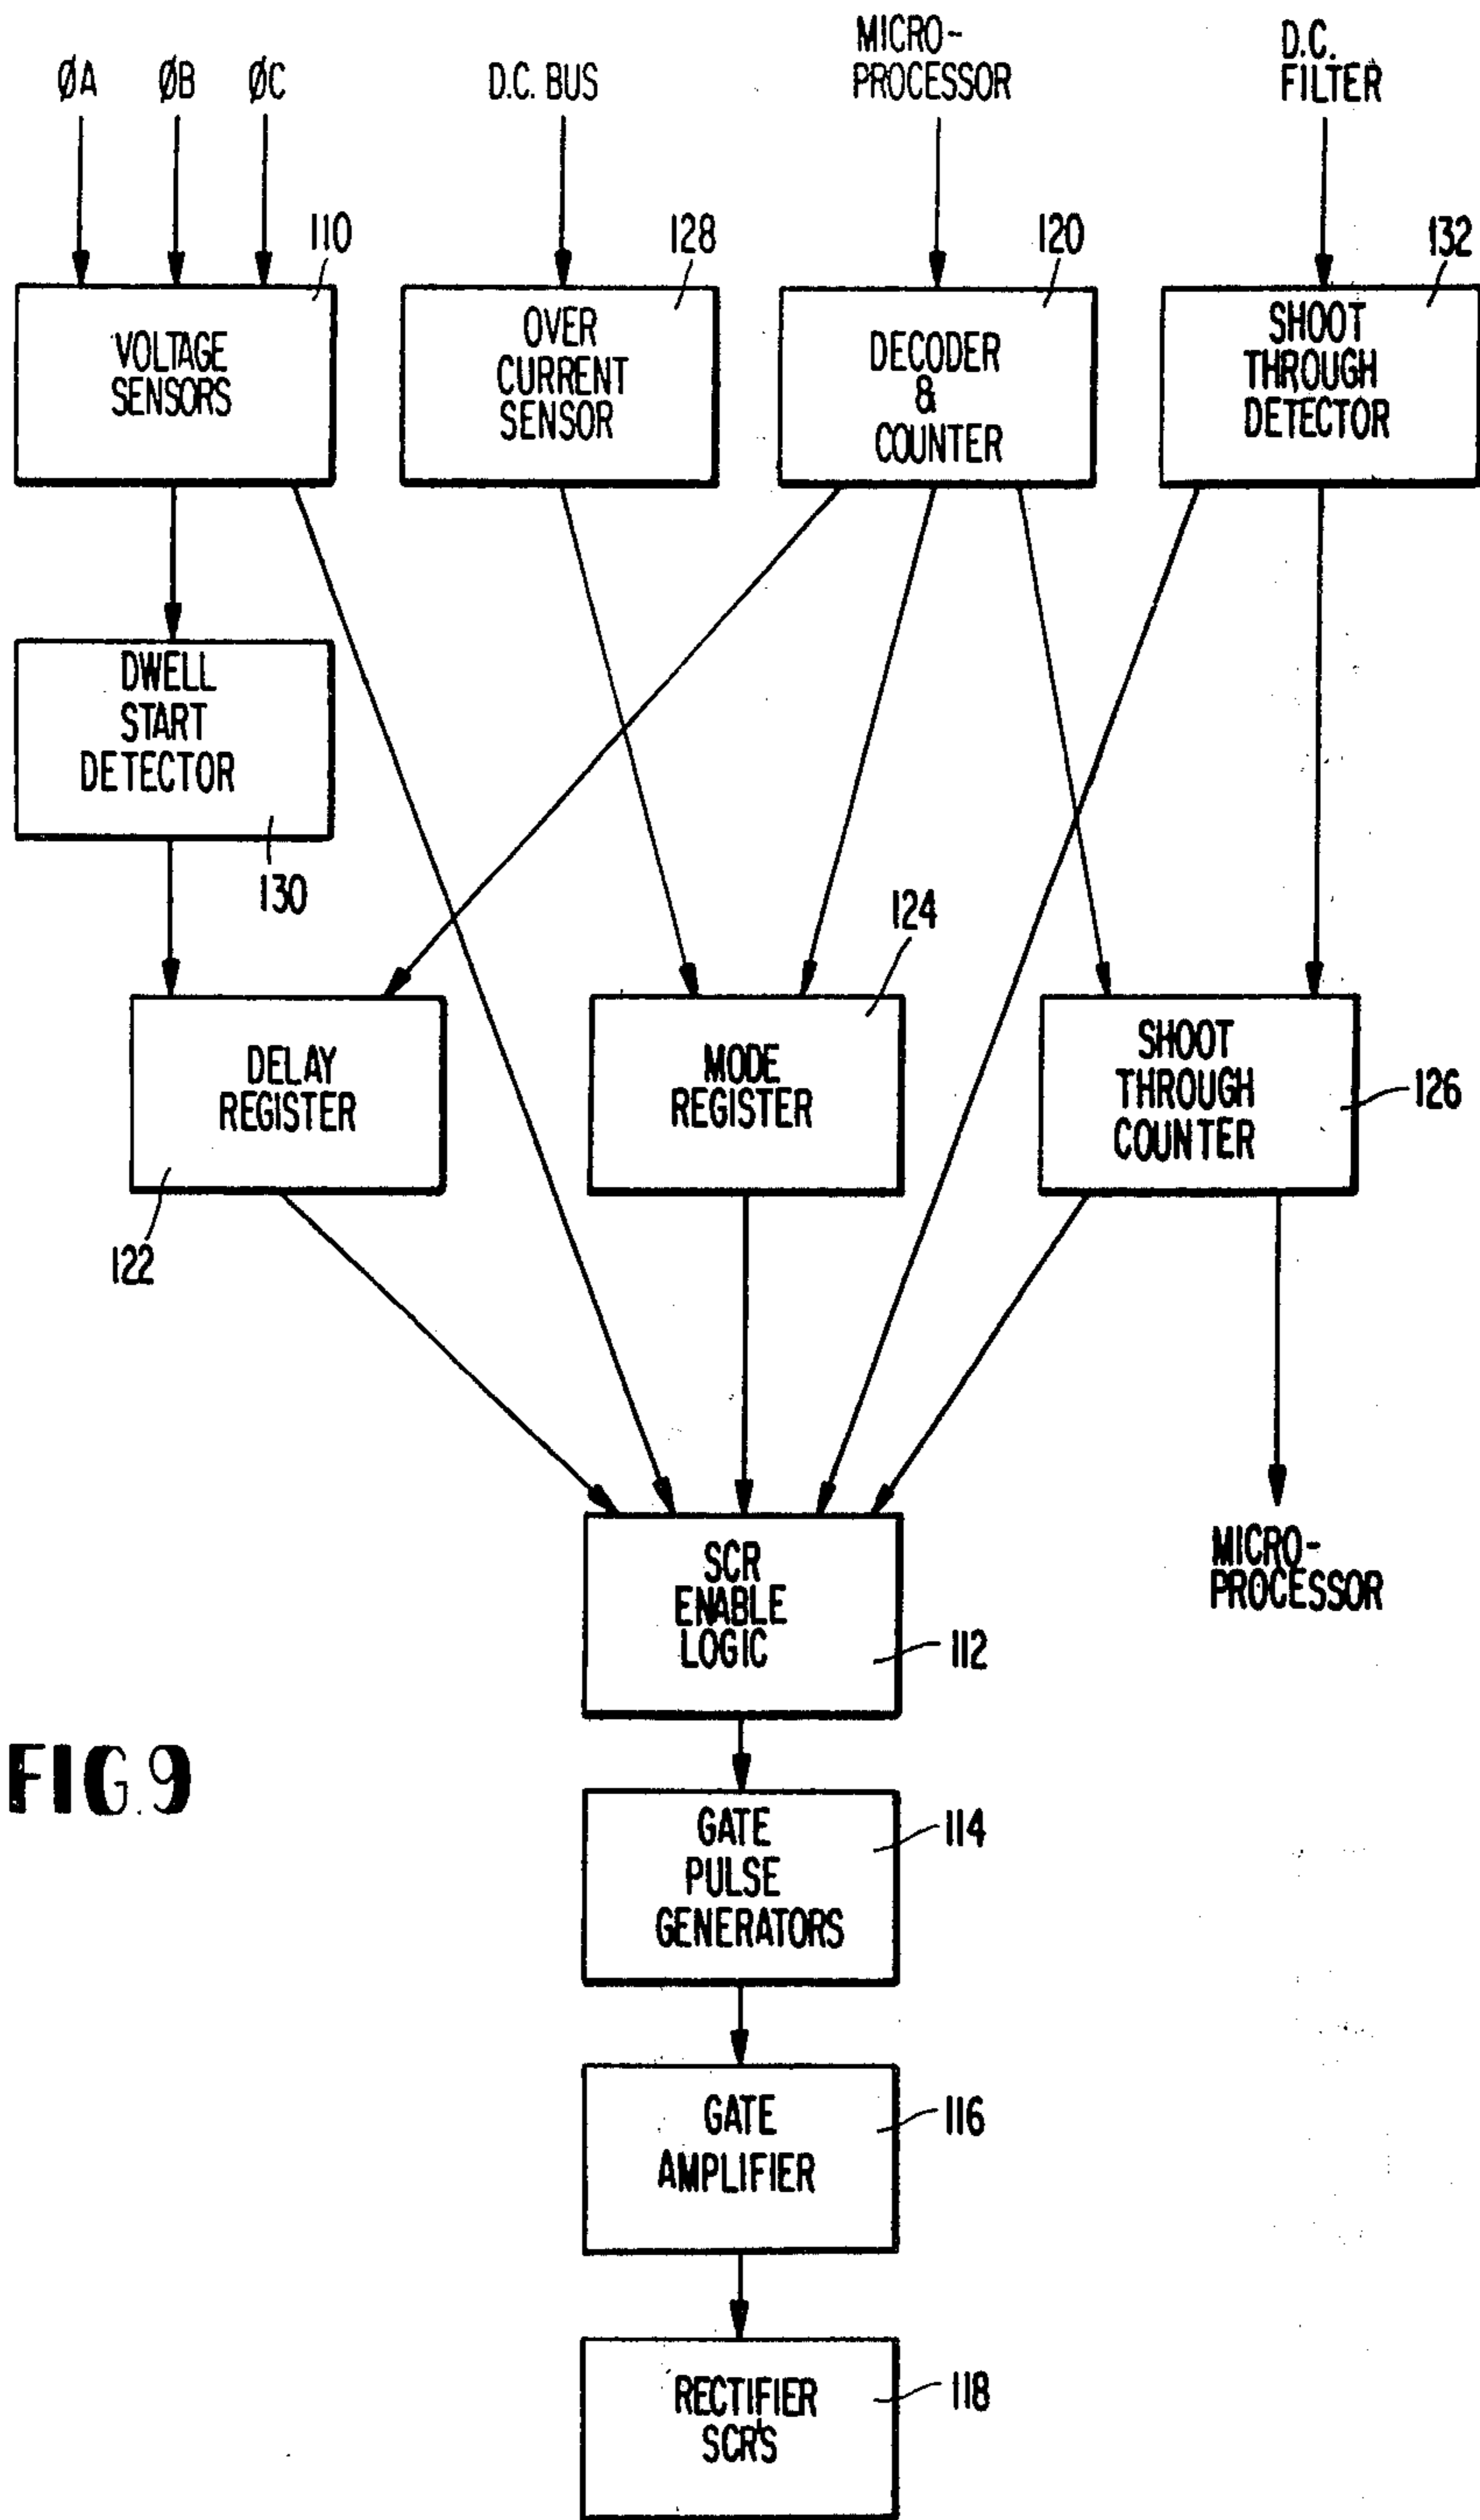 ØA ØB ØC D.C. BUS
MICRO-
PROCESSOR
D.C.
FILTER
110
128
120
132
VOLTAGE
SENSORS
OVER
CURRENT
SENSOR
DECODER
&
COUNTER
SHOOT
THROUGH
DETECTOR
DWELL
START
DETECTOR
130
124
DELAY
REGISTER
MODE
REGISTER
SHOOT
THROUGH
COUNTER
126
122
SCR
ENABLE
LOGIC
112
MICRO-
PROCESSOR
FIG.9
GATE
PULSE
GENERATORS
114
GATE
AMPLIFIER
116
RECTIFIER
SCR'S
118